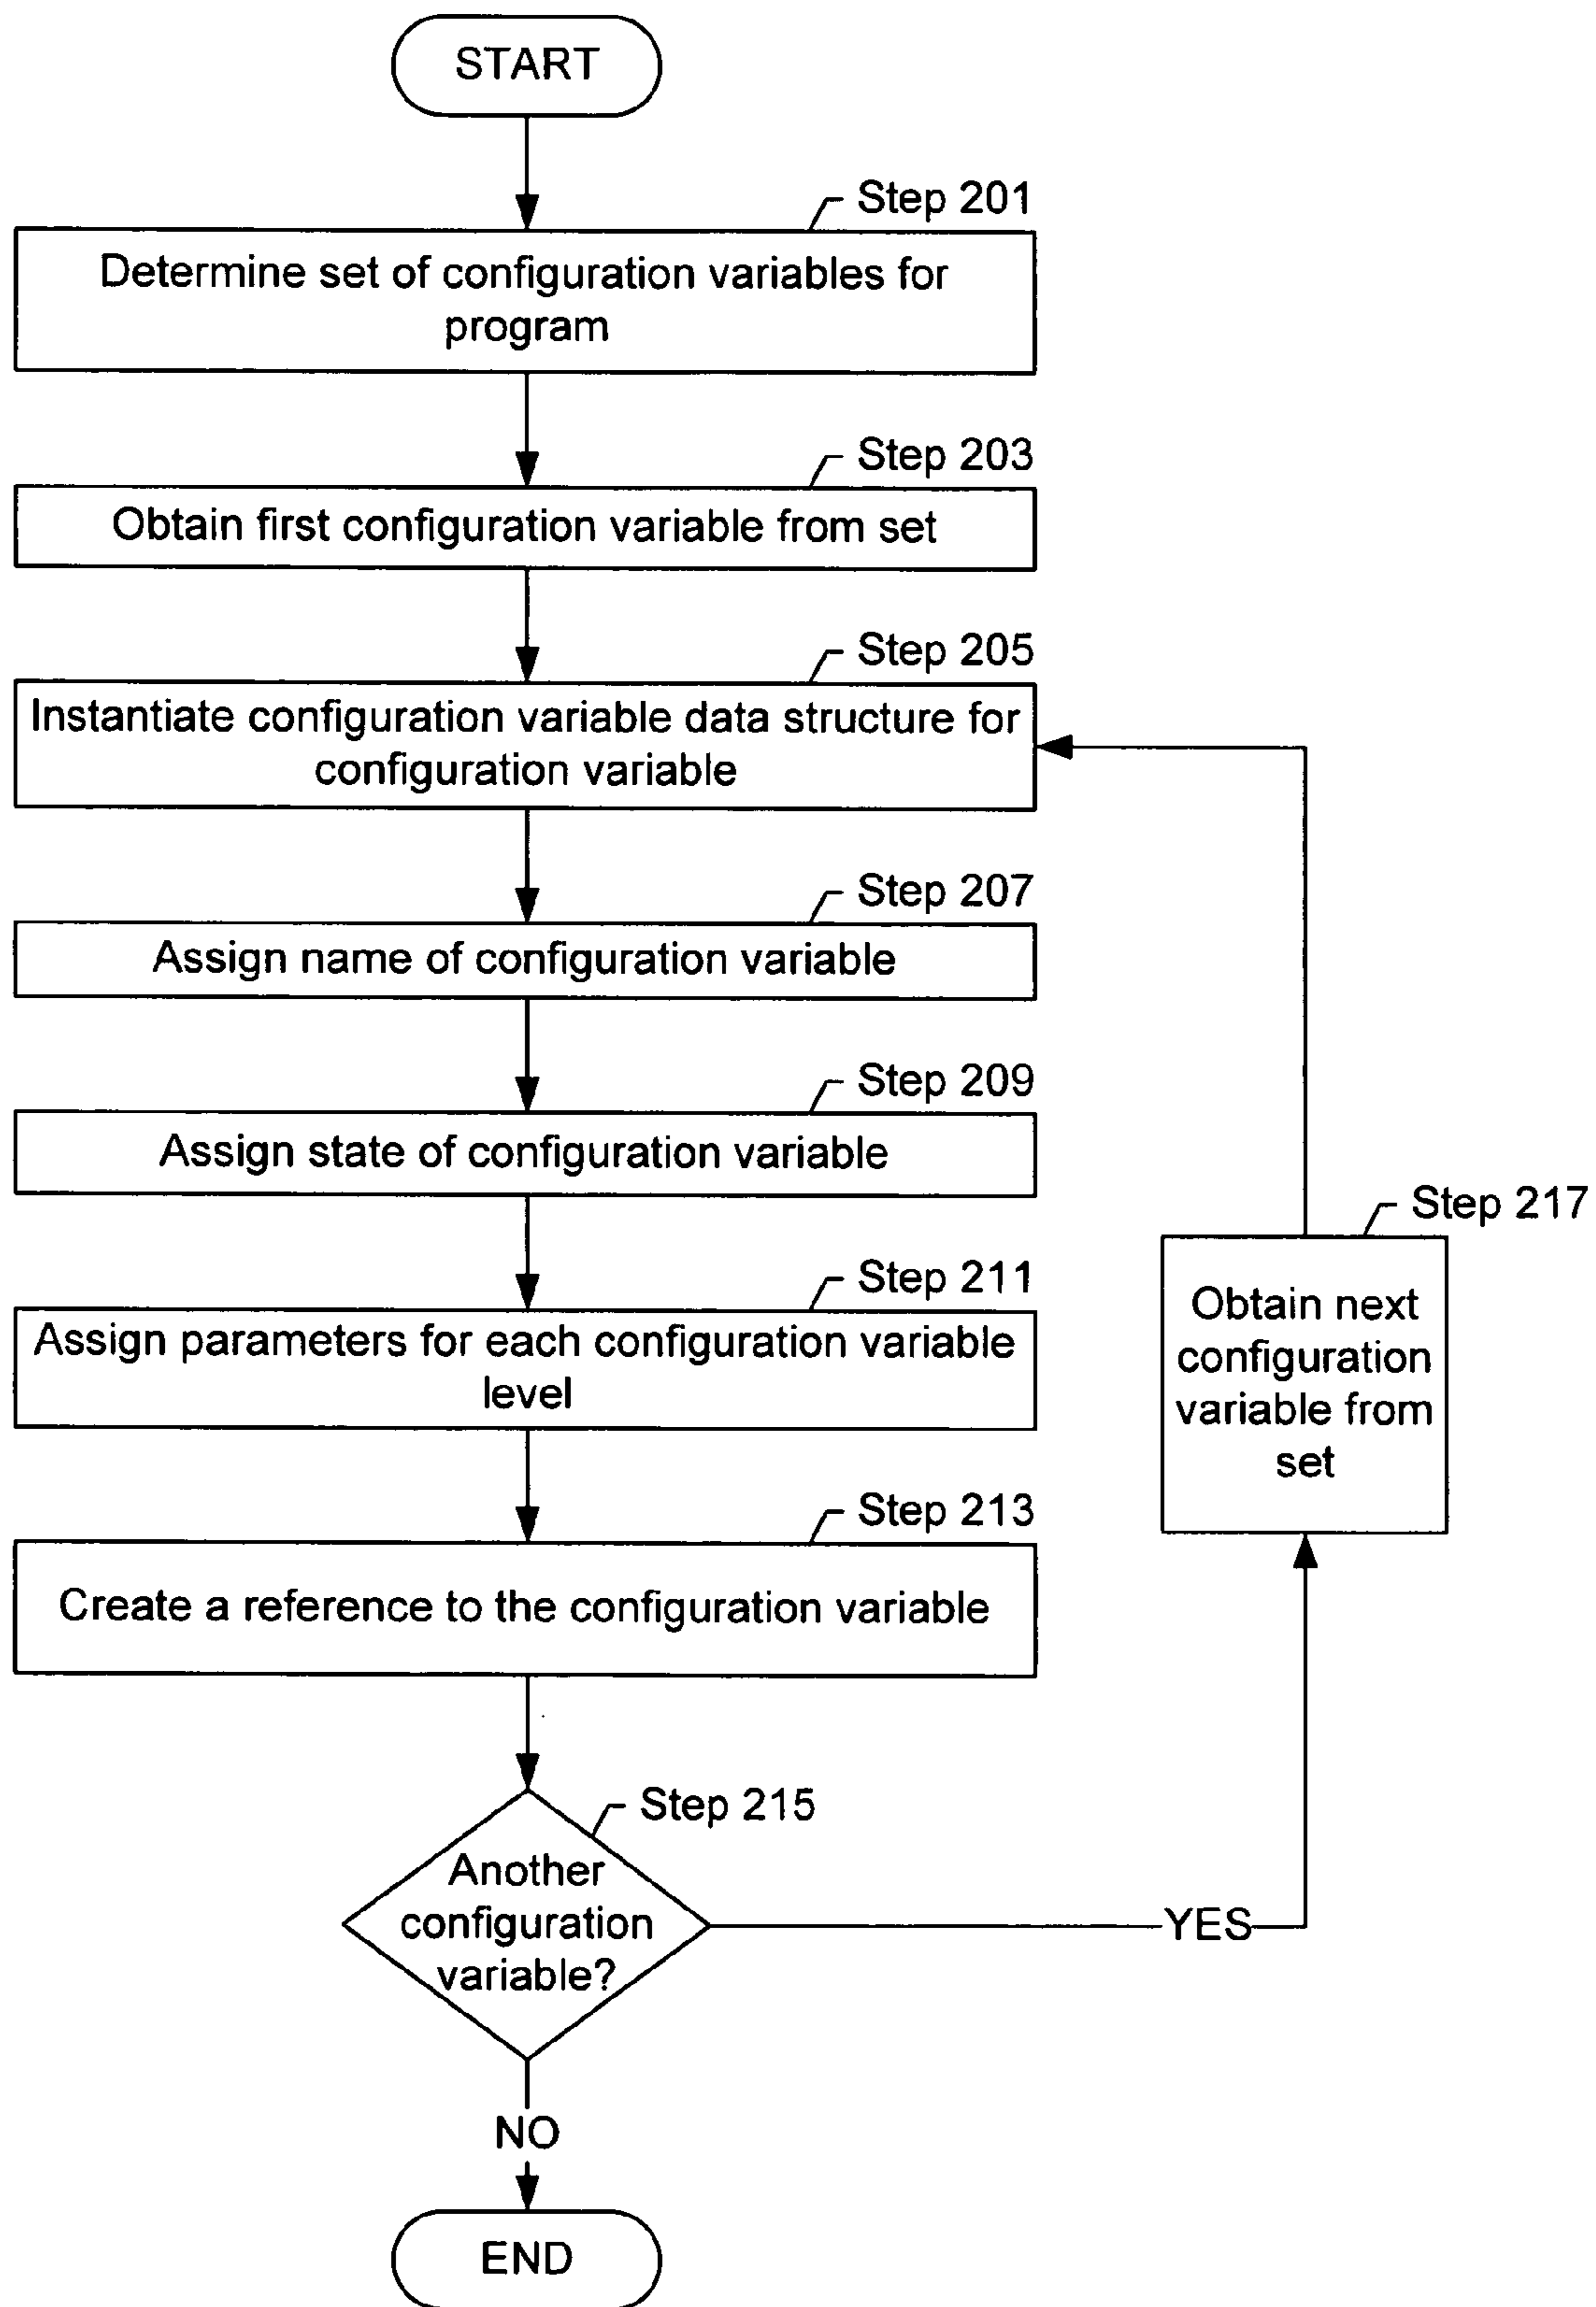 START
Step 201
Determine set of configuration variables for
program
Step 203
Obtain first configuration variable from set
Step 205
Instantiate configuration variable data structure for
configuration variable
Step 207
Assign name of configuration variable
Step 209
Assign state of configuration variable
Step 211
Assign parameters for each configuration variable
level
Step 213
Create a reference to the configuration variable
Step 215
Another
configuration
variable?
YES
Step 217
Obtain next
configuration
variable from
set
NO
END